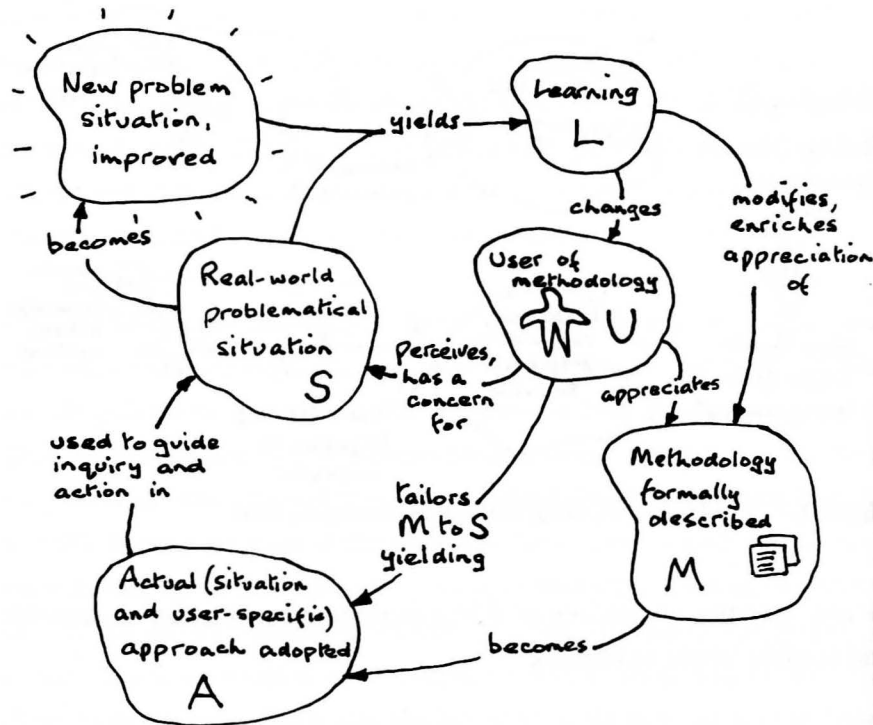 New problem
situation,
improved
yields
Learning
L
changes
modifies,
enriches
appreciation
of
becomes
Real-world
problematical
situation
S
User of
methodology
U
perceives,
has a
concern
for
appreciates
used to guide
inquiry and
action in
tailors
M to S
yielding
Methodology
formally
described
M
Actual (situation
and user-specific)
approach adopted
A
becomes